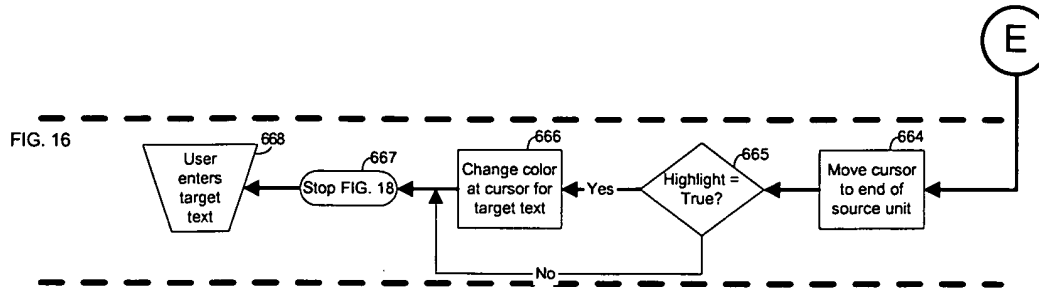 E
FIG. 16
668
User
enters
target
text
667
Stop FIG. 18
666
Change color
at cursor for
target text
Yes
665
Highlight =
True?
664
Move cursor
to end of
source unit
No